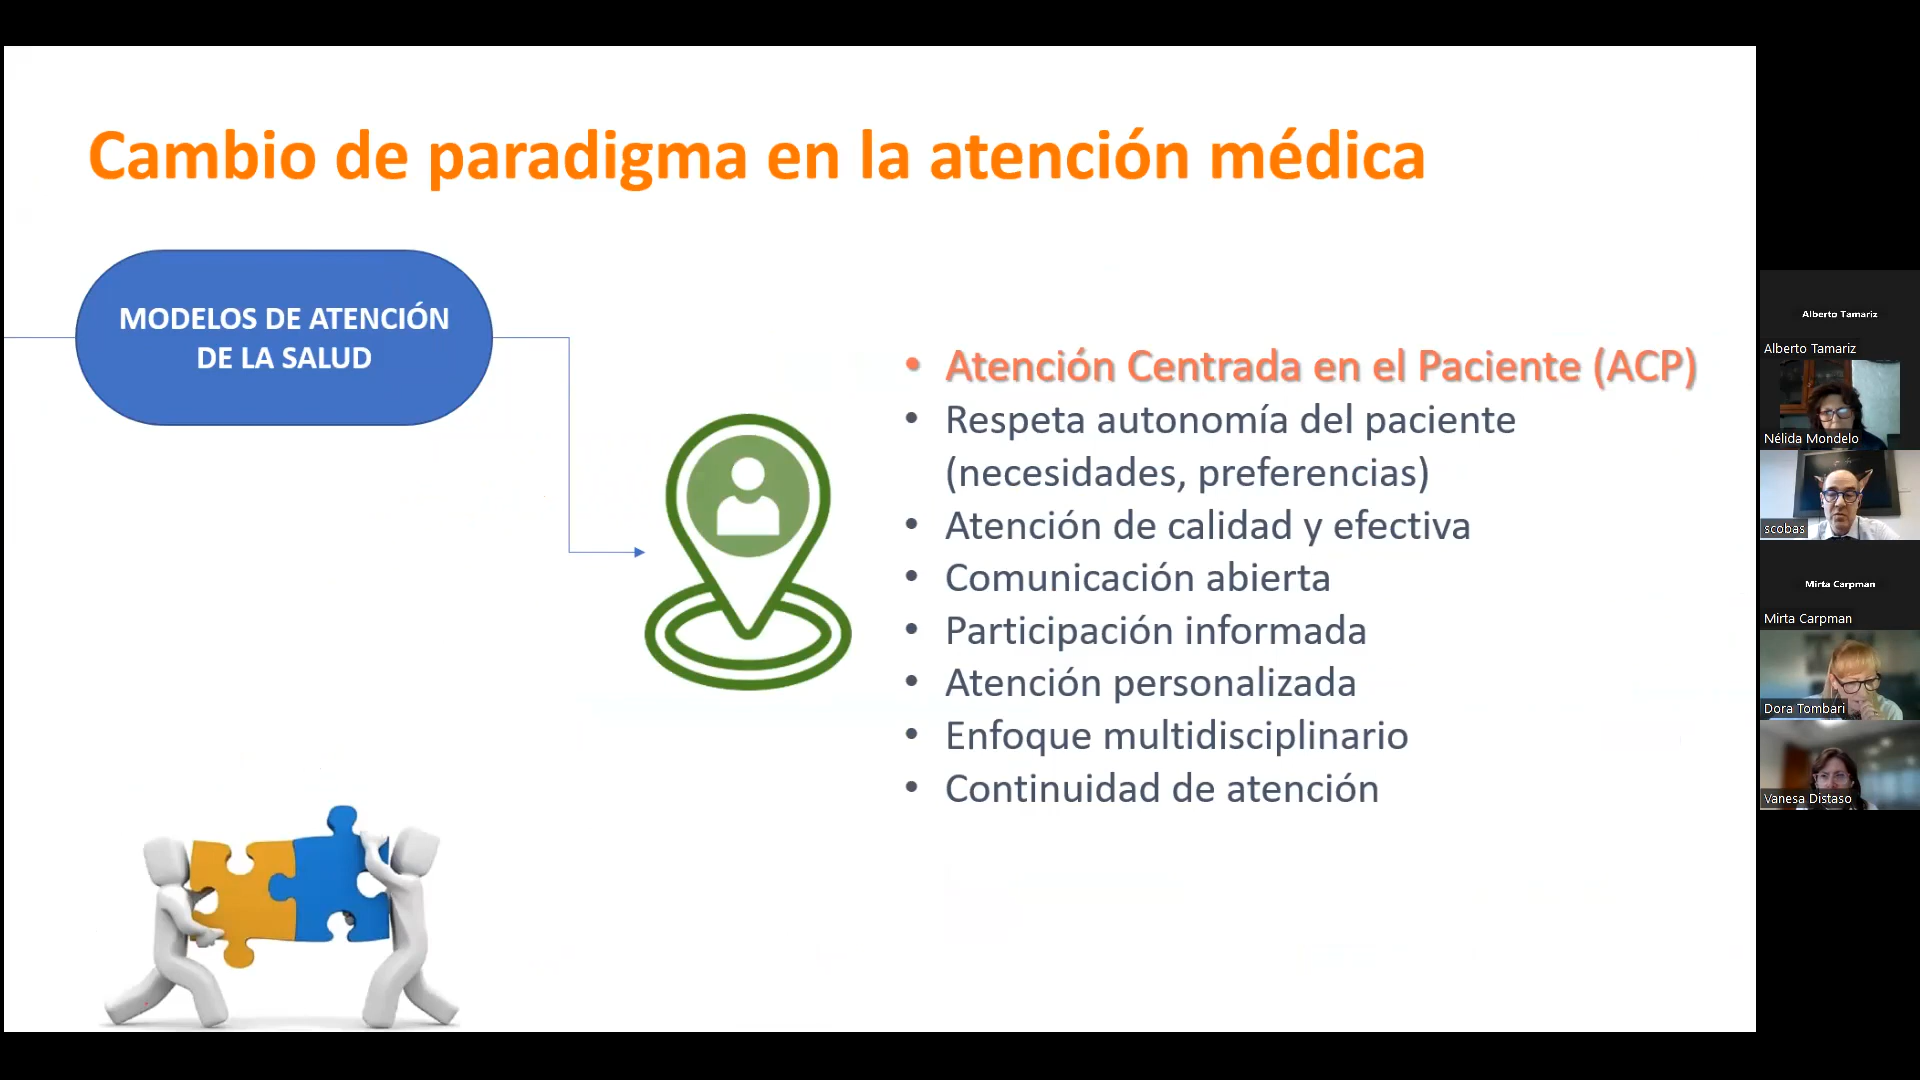 Cambio de paradigma en la atención médica
MODELOS DE ATENCIÓN
DE LA SALUD
• Atención Centrada en el Paciente (ACP)
• Respeta autonomía del paciente
(necesidades, preferencias)
• Atención de calidad y efectiva
• Comunicación abierta
• Participación informada
• Atención personalizada
• Enfoque multidisciplinario
• Continuidad de atención
Alberto Tamariz
Alberto Tamariz
Nélida Mondelo
scobas
Mirta Carpman
Mirta Carpman
Dora Tombari
Vanesa Distaso